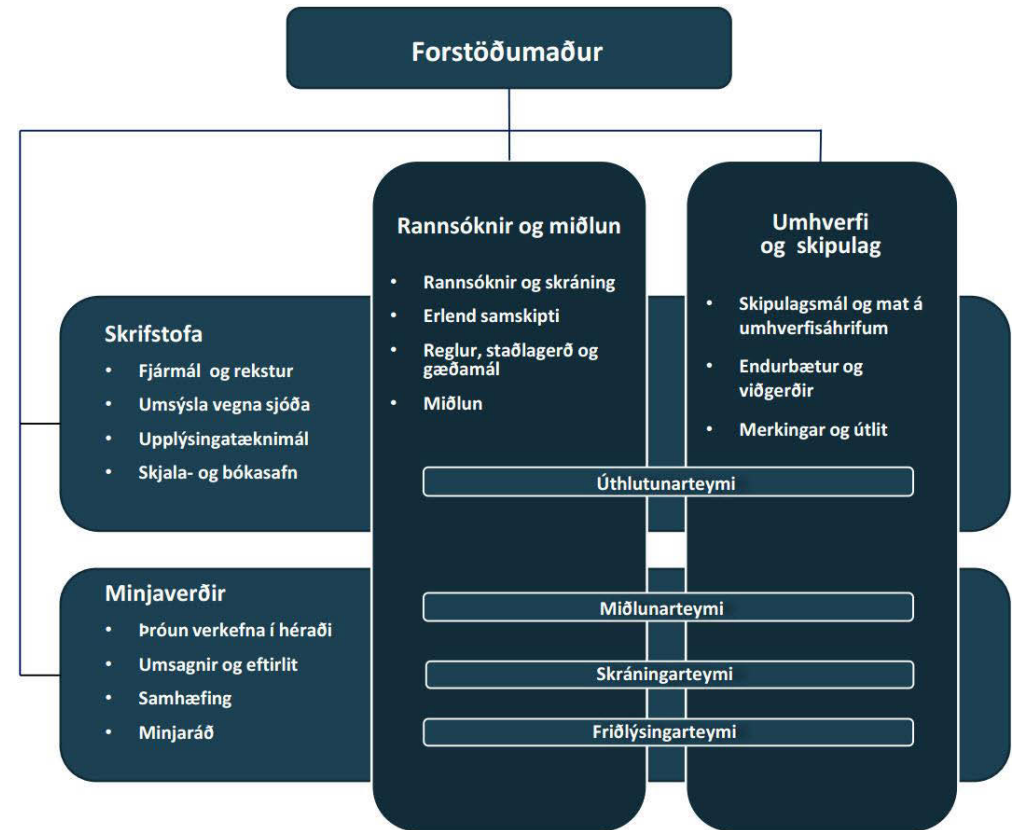 Forstöðumaður
Rannsóknir og miðlun
• Rannsóknir og skráning
• Erlend samskipti
• Reglur, staðlagerð og
gæðamál
• Miðlun
Umhverfi
og skipulag
• Skipulagsmál og mat á
umhverfisáhrifum
• Endurbætur og
viðgerðir
• Merkingar og útlit
Skrifstofa
• Fjármál og rekstur
• Umsýsla vegna sjóða
• Upplýsingatæknimál
• Skjala- og bókasafn
Úthlutunarteymi
Minjaverðir
• Þróun verkefna í héraði
• Umsagnir og eftirlit
• Samhæfing
• Minjaráð
Miðlunarteymi
Skráningarteymi
Friðlýsingarteymi